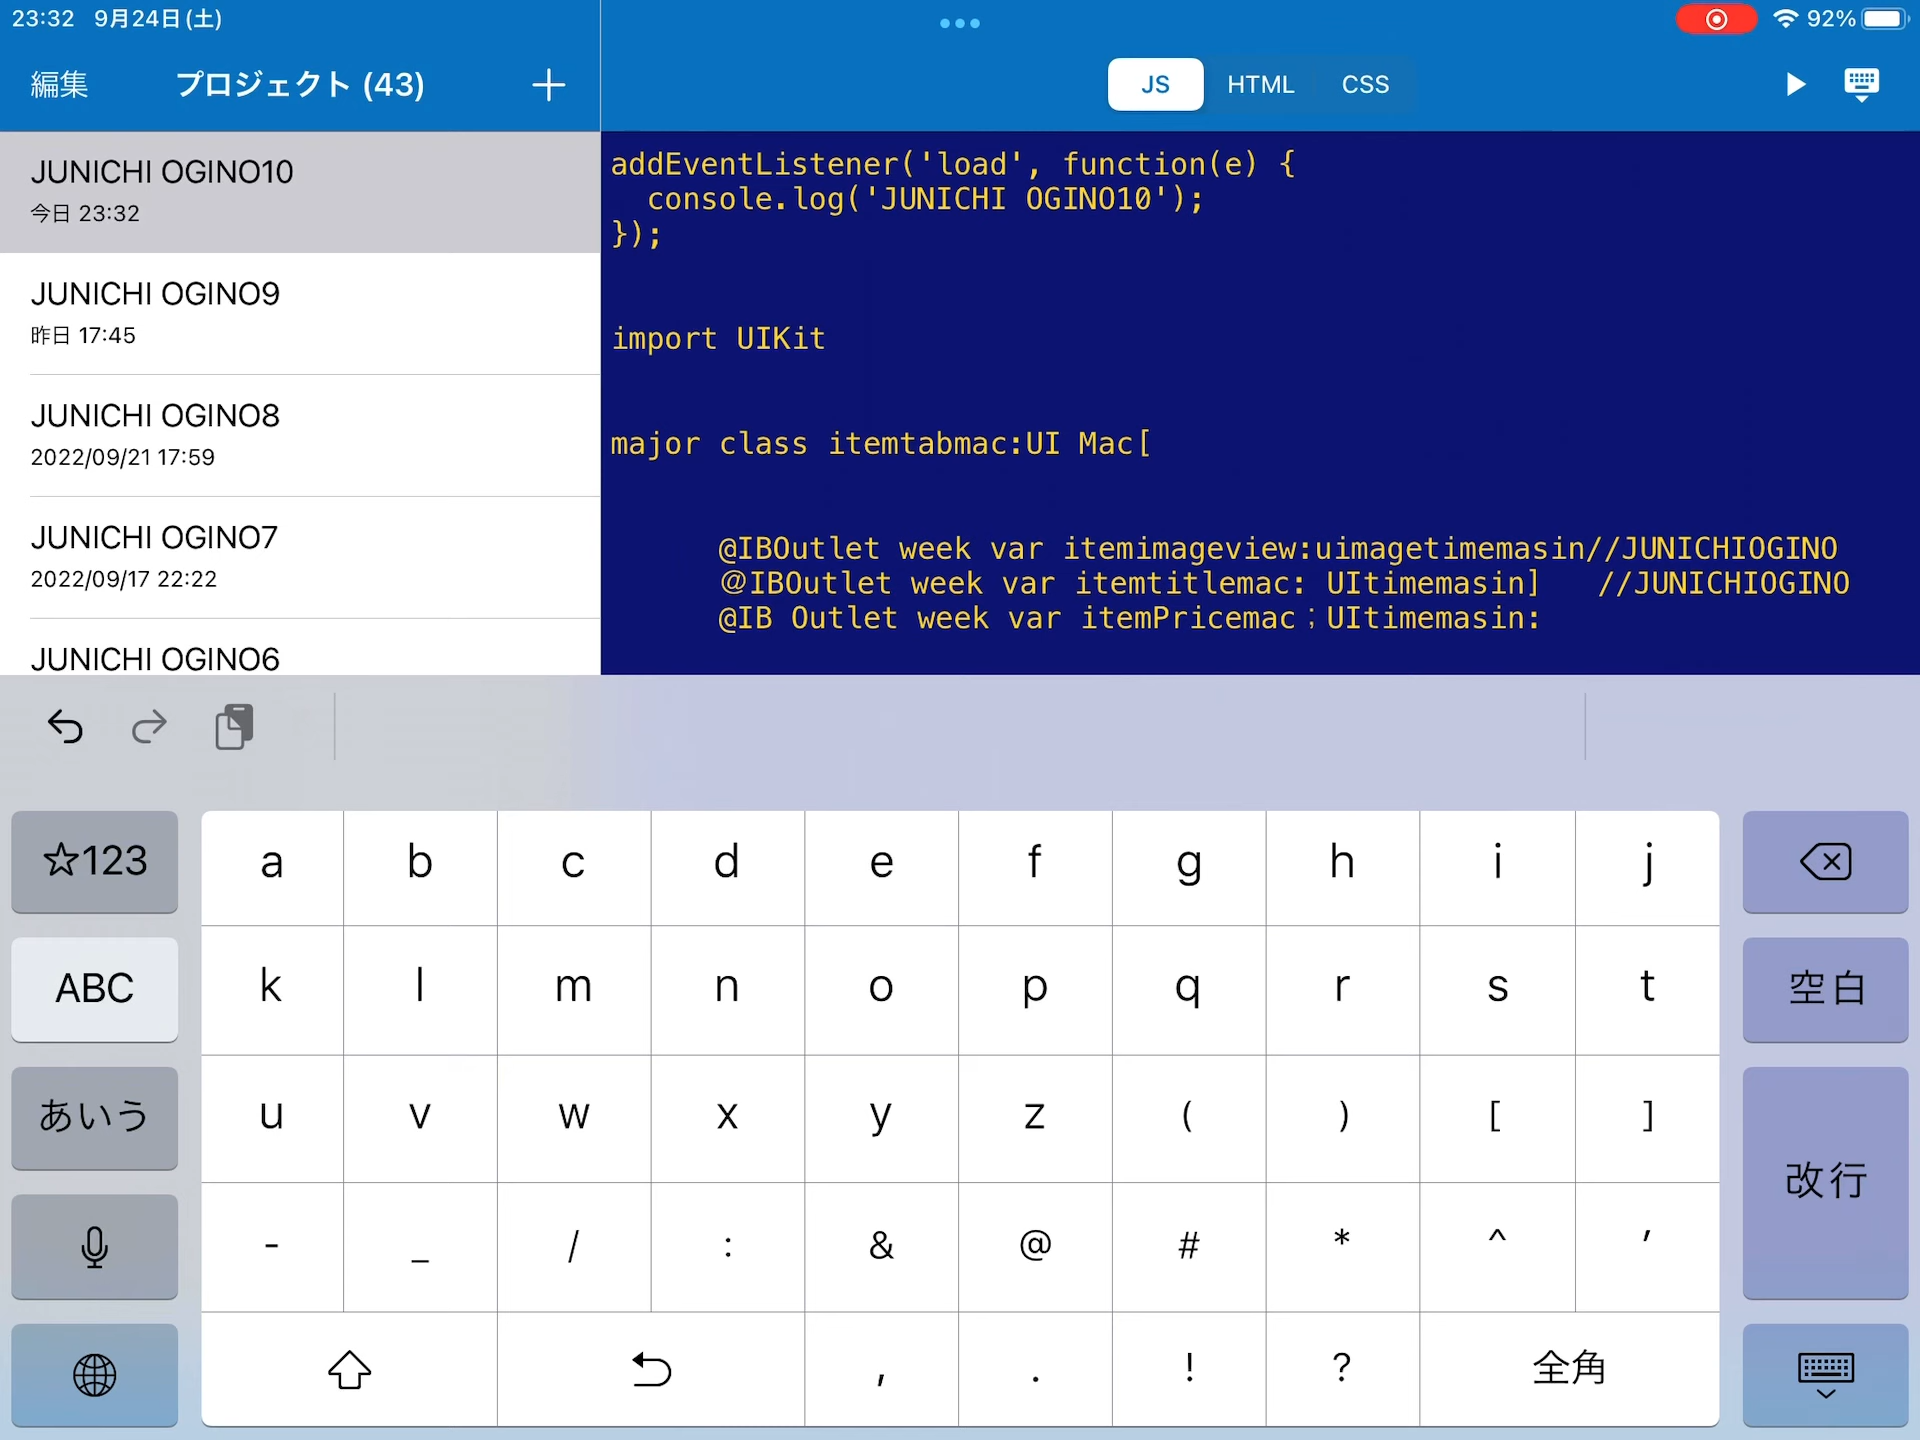 23:32 9月24日(土)
92%
編集 プロジェクト (43)
JS HTML CSS
JUNICHI OGINO10
今日 23:32
JUNICHI OGINO9
昨日 17:45
JUNICHI OGINO8
2022/09/21 17:59
JUNICHI OGINO7
2022/09/17 22:22
JUNICHI OGINO6
addEventListener('load', function(e) {
console.log('JUNICHI OGINO10');
});
import UIKit
major class itemtabmac:UI Mac[
@IBOutlet week var itemimageview:uimagetimemasin//JUNICHIOGINO
＠IBOutlet week var itemtitlemac: UItimemasin] //JUNICHIOGINO
@IB Outlet week var itemPricemac；UItimemasin:
☆123 a b c d e f g h i j
ABC k l m n o p q r s t 空白
あいう u v w x y z ( ) [ ] 改行
- _ / : & @ # * ^ ′
, . ! ? 全角